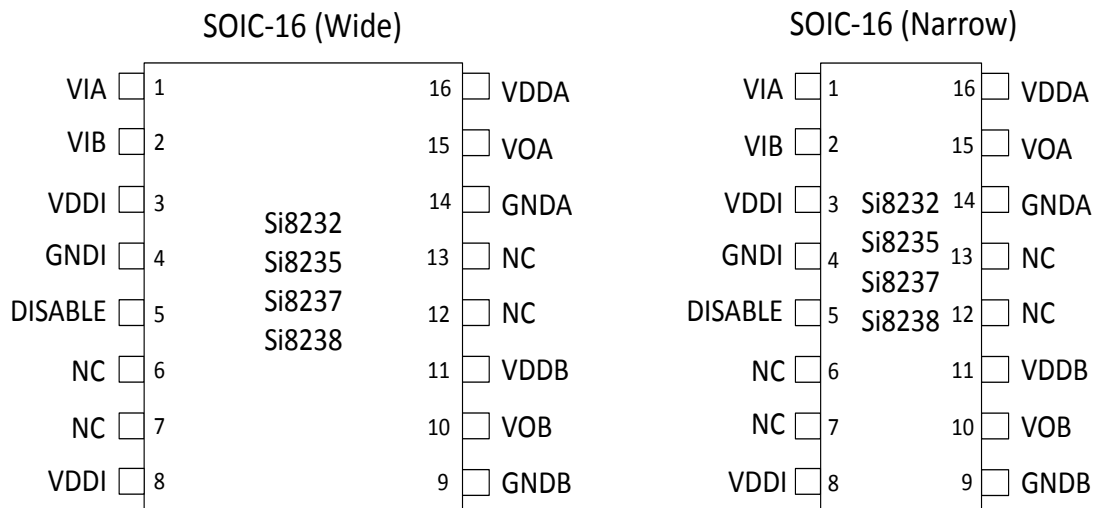 SOIC-16 (Wide)
VIA 1 16 VDDA
VIB 2 15 VOA
VDDI 3 14 GNDA
GNDI 4 13 NC
DISABLE 5 12 NC
NC 6 11 VDDB
NC 7 10 VOB
VDDI 8 9 GNDB
Si8232
Si8235
Si8237
Si8238
SOIC-16 (Narrow)
VIA 1 16 VDDA
VIB 2 15 VOA
VDDI 3 14 GNDA
GNDI 4 13 NC
DISABLE 5 12 NC
NC 6 11 VDDB
NC 7 10 VOB
VDDI 8 9 GNDB
Si8232
Si8235
Si8237
Si8238